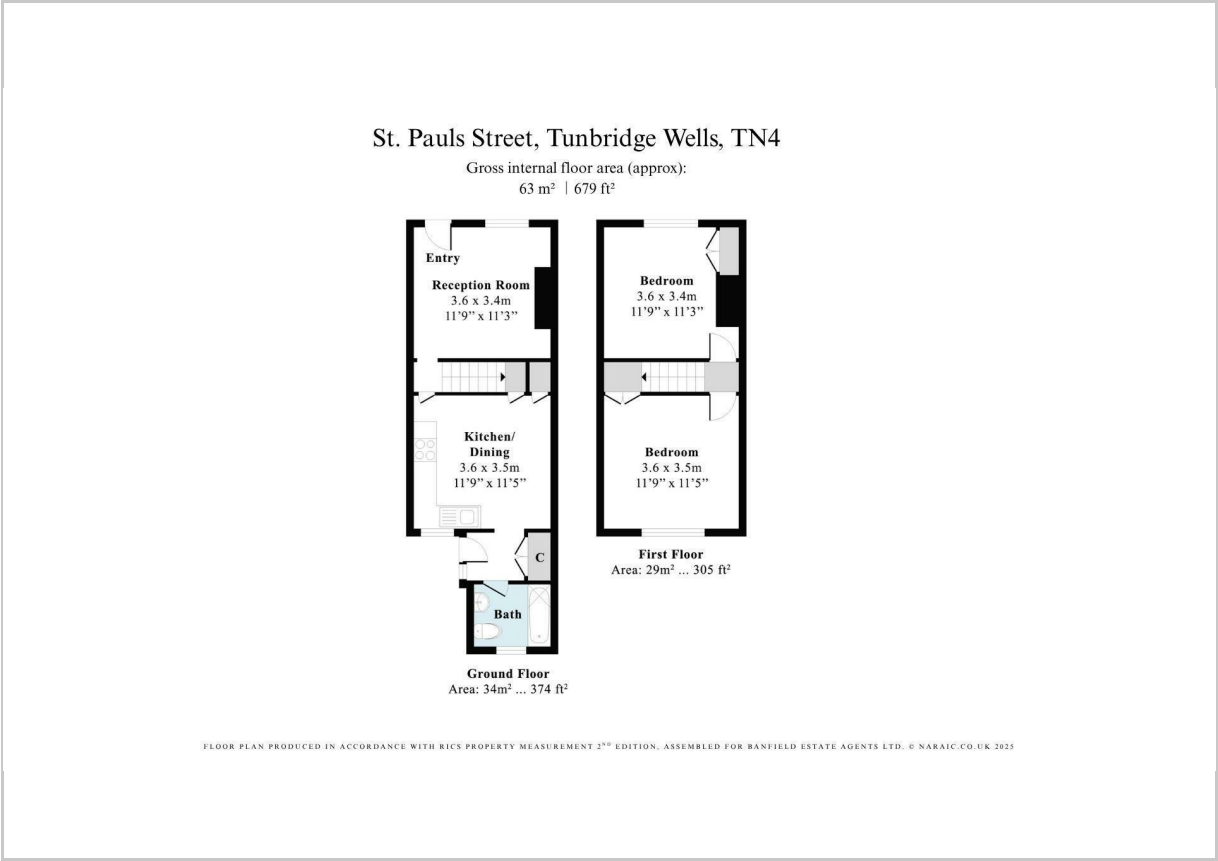 St. Pauls Street, Tunbridge Wells, TN4
Gross internal floor area (approx):
63 m² | 679 ft²
Entry
Reception Room
3.6 x 3.4m
11’9” x 11’3”
Kitchen/
Dining
3.6 x 3.5m
11’9” x 11’5”
C
Bath
Ground Floor
Area: 34m² ... 374 ft²
Bedroom
3.6 x 3.4m
11’9” x 11’3”
Bedroom
3.6 x 3.5m
11’9” x 11’5”
First Floor
Area: 29m² ... 305 ft²
FLOOR PLAN PRODUCED IN ACCORDANCE WITH RICS PROPERTY MEASUREMENT 2ND EDITION, ASSEMBLED FOR BANFIELD ESTATE AGENTS LTD. © NARAIC.CO.UK 2025